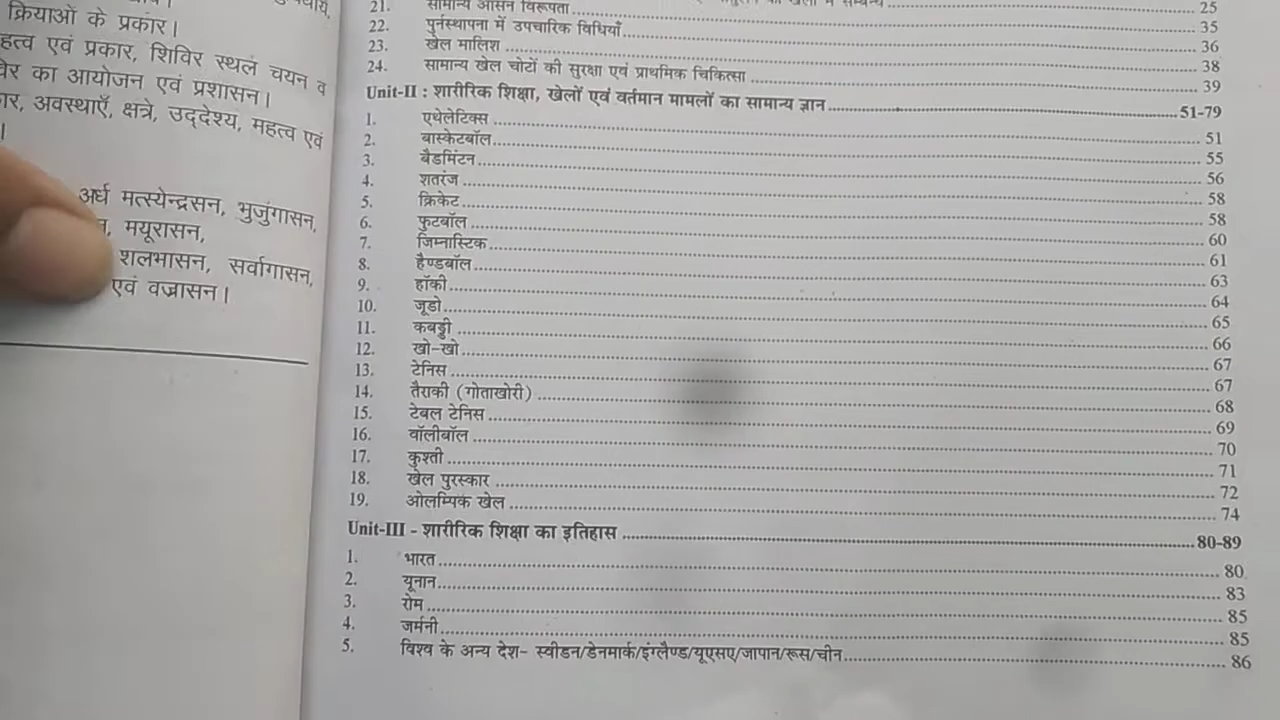 क्रियाओं के प्रकार।
हत्व एवं प्रकार, शिविर स्थल चयन व
वेर का आयोजन एवं प्रशासन।
ार, अवस्थाएँ, क्षत्रे, उद्‌देश्य, महत्व एवं
।
अर्ध मत्स्येन्द्रसन, भुजुंगासन,
न, मयूरासन,
शलभासन, सर्वागासन,
एवं वज्रासन।
25
21. सामान्य आसन विरूपता 35
22. पुर्नस्थापना में उपचारिक विधियाँ 36
23. खेल मालिश 38
24. सामान्य खेल चोटों की सुरक्षा एवं प्राथमिक चिकित्सा 39
Unit-II : शारीरिक शिक्षा, खेलों एवं वर्तमान मामलों का सामान्य ज्ञान 51-79
1. एथेलेटिक्स 51
2. बास्केटबॉल 55
3. बैडमिंटन 56
4. शतरंज 58
5. क्रिकेट 58
6. फुटबॉल 60
7. जिम्नास्टिक 61
8. हैण्डबॉल 63
9. हॉकी 64
10. जूडो 65
11. कबड्डी 66
12. खो-खो 67
13. टेनिस 67
14. तैराकी (गोताखोरी) 68
15. टेबल टेनिस 69
16. वॉलीबॉल 70
17. कुश्ती 71
18. खेल पुरस्कार 72
19. ओलम्पिक खेल 74
Unit-III - शारीरिक शिक्षा का इतिहास 80-89
1. भारत 80
2. यूनान 83
3. रोम 85
4. जर्मनी 85
5. विश्व के अन्य देश- स्वीडन/डेनमार्क/इंग्लैण्ड/यूएसए/जापान/रूस/चीन 86